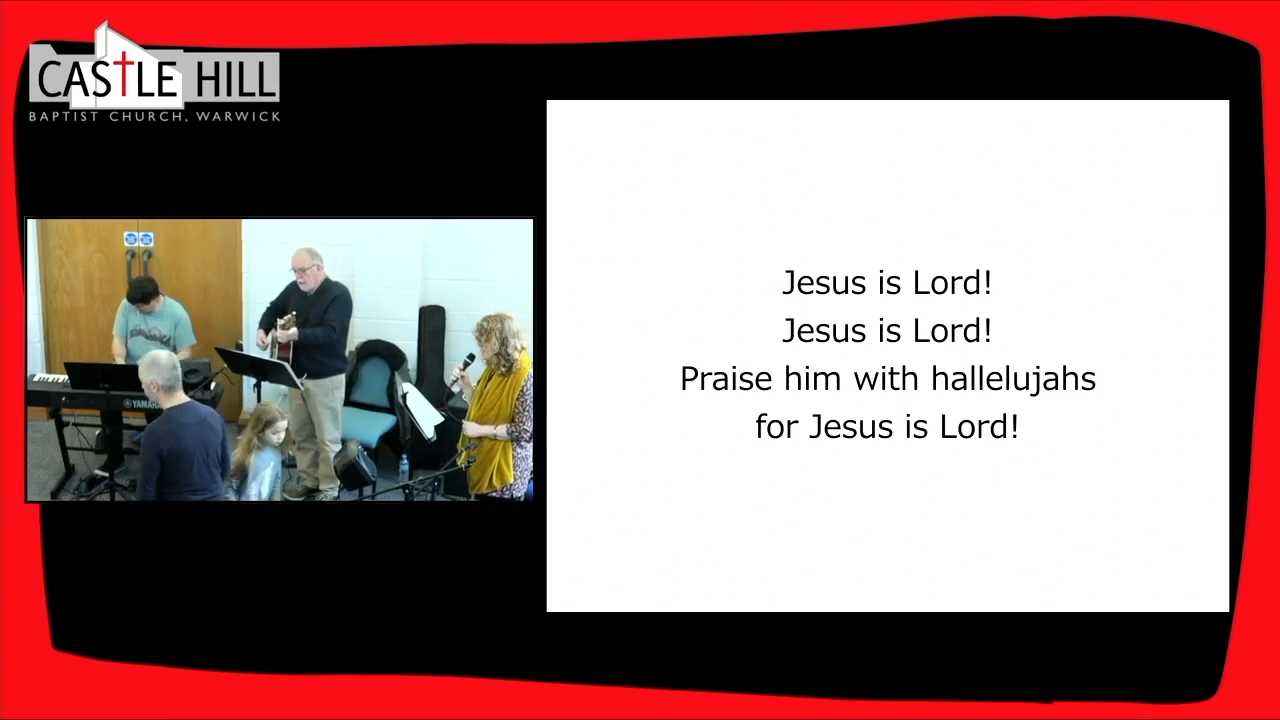 CASTLE HILL
BAPTIST CHURCH, WARWICK
YAMAHA
Jesus is Lord!
Jesus is Lord!
Praise him with hallelujahs
for Jesus is Lord!